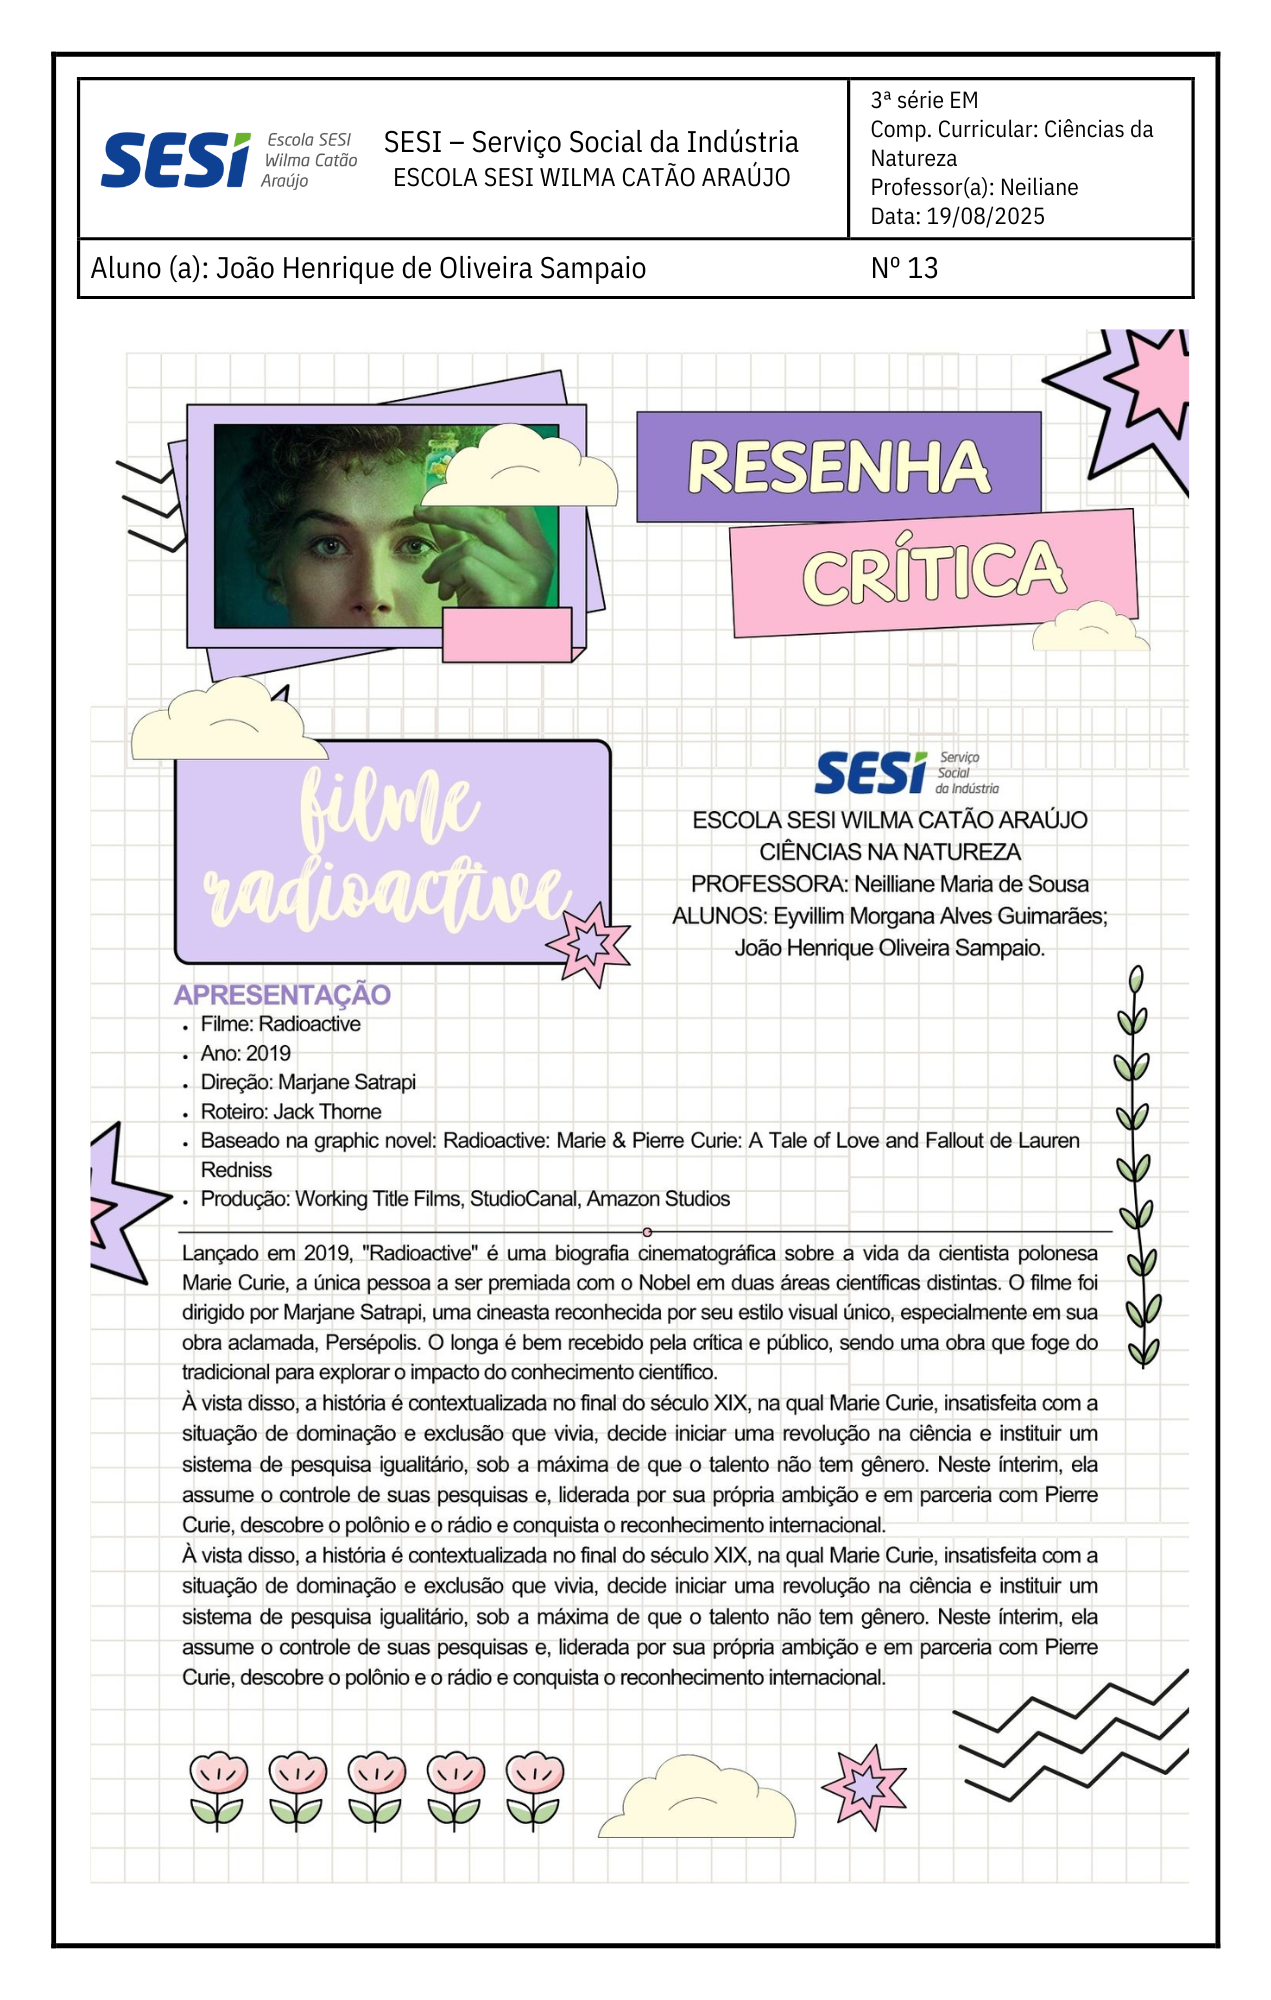 SESI
Escola SESI
Wilma Catão
Araújo
SESI – Serviço Social da Indústria
ESCOLA SESI WILMA CATÃO ARAÚJO
3ª série EM
Comp. Curricular: Ciências da
Natureza
Professor(a): Neiliane
Data: 19/08/2025
Aluno (a): João Henrique de Oliveira Sampaio
Nº 13
RESENHA
CRÍTICA
filme
radioactive
SESI
Serviço
Social
da Indústria
ESCOLA SESI WILMA CATÃO ARAÚJO
CIÊNCIAS NA NATUREZA
PROFESSORA: Neilliane Maria de Sousa
ALUNOS: Eyvillim Morgana Alves Guimarães;
João Henrique Oliveira Sampaio.
APRESENTAÇÃO
• Filme: Radioactive
• Ano: 2019
• Direção: Marjane Satrapi
• Roteiro: Jack Thorne
• Baseado na graphic novel: Radioactive: Marie & Pierre Curie: A Tale of Love and Fallout de Lauren
Redniss
• Produção: Working Title Films, StudioCanal, Amazon Studios
Lançado em 2019, "Radioactive" é uma biografia cinematográfica sobre a vida da cientista polonesa
Marie Curie, a única pessoa a ser premiada com o Nobel em duas áreas científicas distintas. O filme foi
dirigido por Marjane Satrapi, uma cineasta reconhecida por seu estilo visual único, especialmente em sua
obra aclamada, Persépolis. O longa é bem recebido pela crítica e público, sendo uma obra que foge do
tradicional para explorar o impacto do conhecimento científico.
À vista disso, a história é contextualizada no final do século XIX, na qual Marie Curie, insatisfeita com a
situação de dominação e exclusão que vivia, decide iniciar uma revolução na ciência e instituir um
sistema de pesquisa igualitário, sob a máxima de que o talento não tem gênero. Neste ínterim, ela
assume o controle de suas pesquisas e, liderada por sua própria ambição e em parceria com Pierre
Curie, descobre o polônio e o rádio e conquista o reconhecimento internacional.
À vista disso, a história é contextualizada no final do século XIX, na qual Marie Curie, insatisfeita com a
situação de dominação e exclusão que vivia, decide iniciar uma revolução na ciência e instituir um
sistema de pesquisa igualitário, sob a máxima de que o talento não tem gênero. Neste ínterim, ela
assume o controle de suas pesquisas e, liderada por sua própria ambição e em parceria com Pierre
Curie, descobre o polônio e o rádio e conquista o reconhecimento internacional.